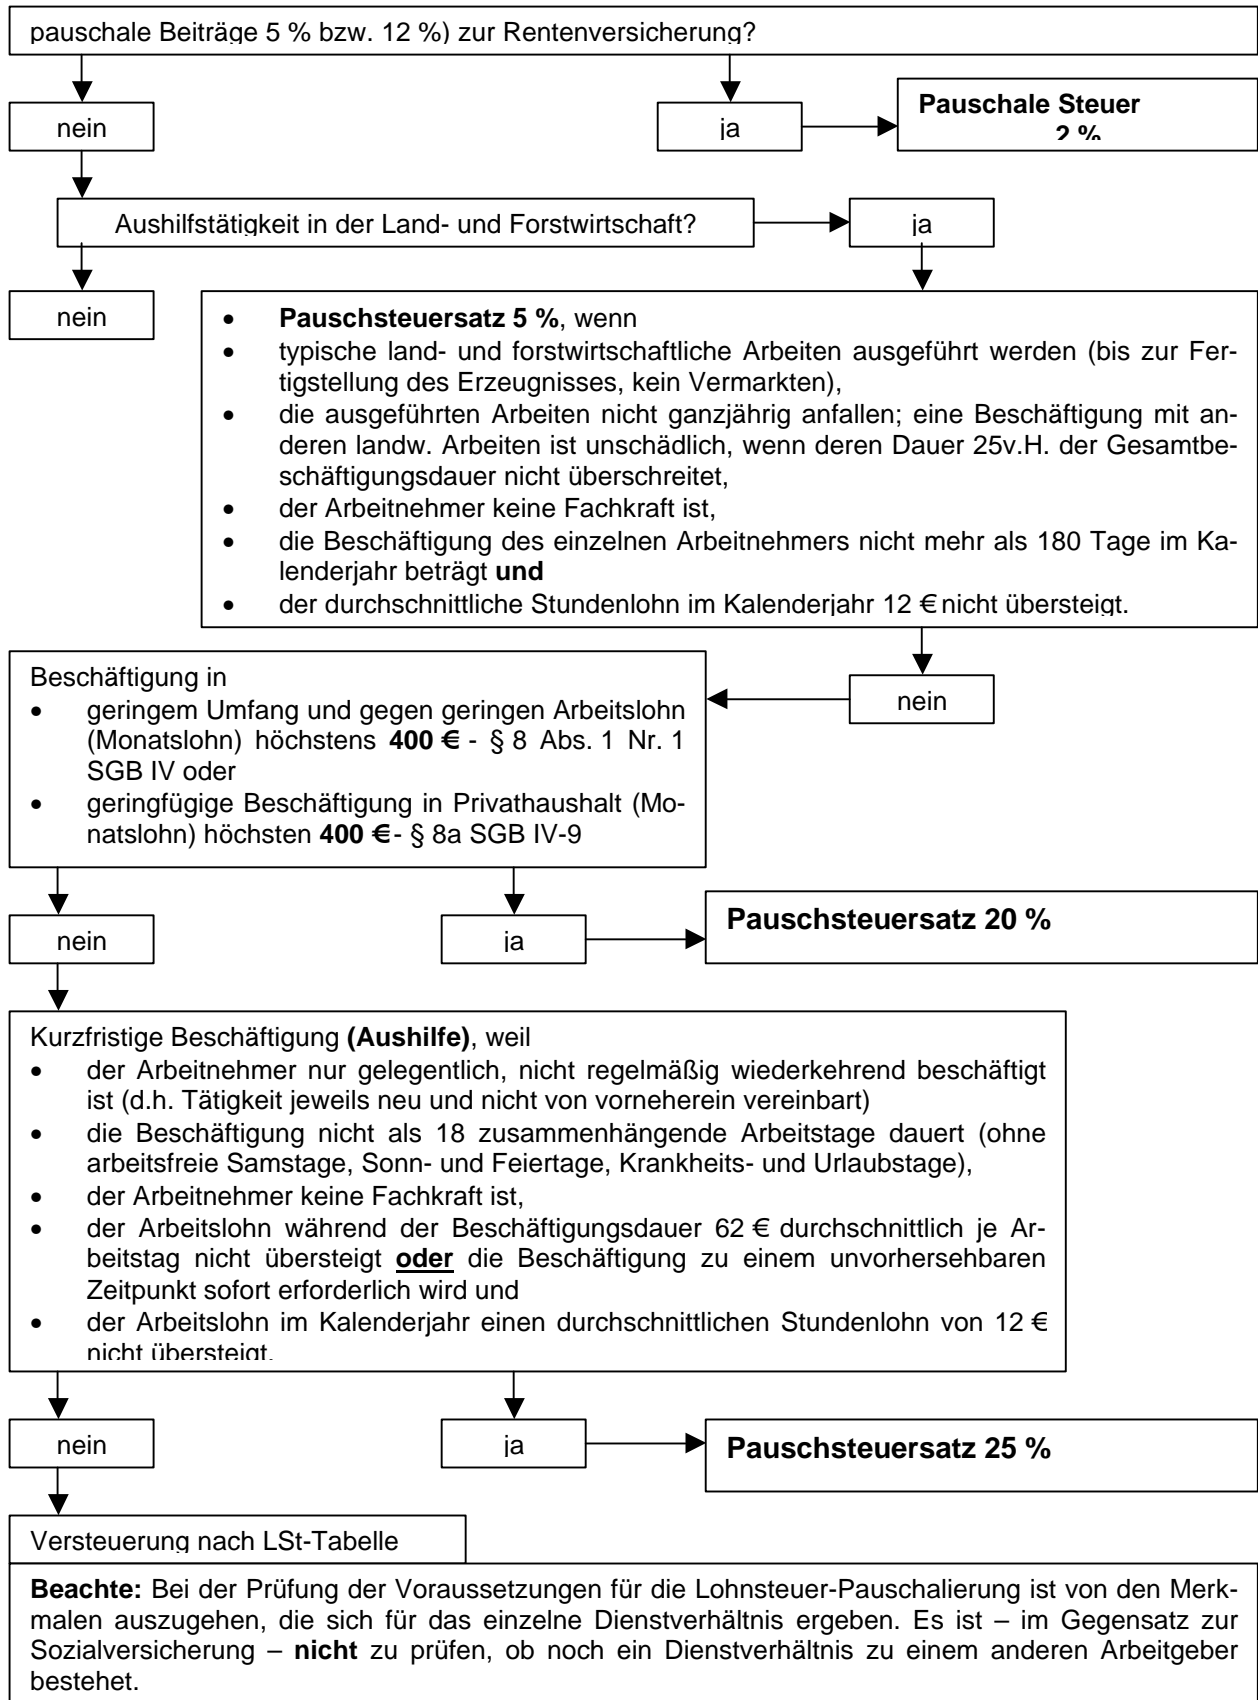 pauschale Beiträge 5 % bzw. 12 %) zur Rentenversicherung?
nein
ja
Pauschale Steuer
2 %
Aushilfstätigkeit in der Land- und Forstwirtschaft?
ja
nein
• Pauschsteuersatz 5 %, wenn
• typische land- und forstwirtschaftliche Arbeiten ausgeführt werden (bis zur Fer-
tigstellung des Erzeugnisses, kein Vermarkten),
• die ausgeführten Arbeiten nicht ganzjährig anfallen; eine Beschäftigung mit an-
deren landw. Arbeiten ist unschädlich, wenn deren Dauer 25v.H. der Gesamtbe-
schäftigungsdauer nicht überschreitet,
• der Arbeitnehmer keine Fachkraft ist,
• die Beschäftigung des einzelnen Arbeitnehmers nicht mehr als 180 Tage im Ka-
lenderjahr beträgt und
• der durchschnittliche Stundenlohn im Kalenderjahr 12 € nicht übersteigt.
nein
Beschäftigung in
• geringem Umfang und gegen geringen Arbeitslohn
(Monatslohn) höchstens 400 € - § 8 Abs. 1 Nr. 1
SGB IV oder
• geringfügige Beschäftigung in Privathaushalt (Mo-
natslohn) höchsten 400 € - § 8a SGB IV-9
nein
ja
Pauschsteuersatz 20 %
Kurzfristige Beschäftigung (Aushilfe), weil
• der Arbeitnehmer nur gelegentlich, nicht regelmäßig wiederkehrend beschäftigt
ist (d.h. Tätigkeit jeweils neu und nicht von vorneherein vereinbart)
• die Beschäftigung nicht als 18 zusammenhängende Arbeitstage dauert (ohne
arbeitsfreie Samstage, Sonn- und Feiertage, Krankheits- und Urlaubstage),
• der Arbeitnehmer keine Fachkraft ist,
• der Arbeitslohn während der Beschäftigungsdauer 62 € durchschnittlich je Ar-
beitstag nicht übersteigt oder die Beschäftigung zu einem unvorhersehbaren
Zeitpunkt sofort erforderlich wird und
• der Arbeitslohn im Kalenderjahr einen durchschnittlichen Stundenlohn von 12 €
nicht übersteigt.
nein
ja
Pauschsteuersatz 25 %
Versteuerung nach LSt-Tabelle
Beachte: Bei der Prüfung der Voraussetzungen für die Lohnsteuer-Pauschalierung ist von den Merk-
malen auszugehen, die sich für das einzelne Dienstverhältnis ergeben. Es ist – im Gegensatz zur
Sozialversicherung – nicht zu prüfen, ob noch ein Dienstverhältnis zu einem anderen Arbeitgeber
bestehet.